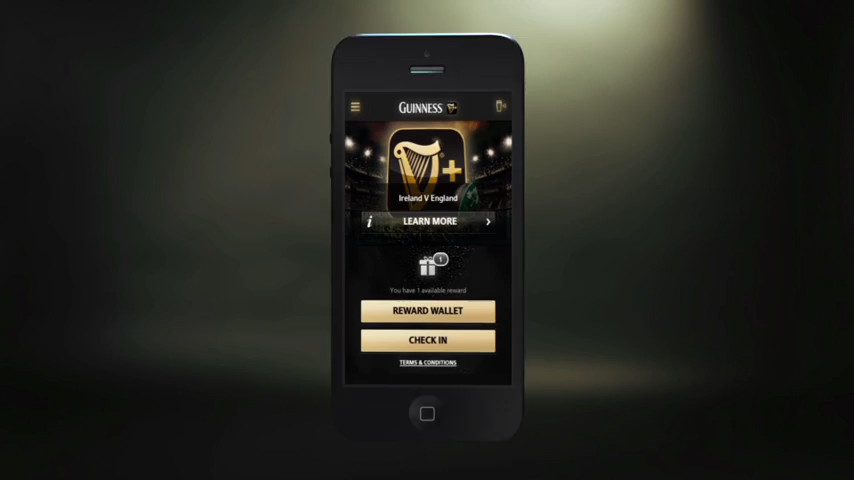 GUINNESS
Ireland V England
i LEARN MORE >
1
You have 1 available reward
REWARD WALLET
CHECK IN
TERMS & CONDITIONS